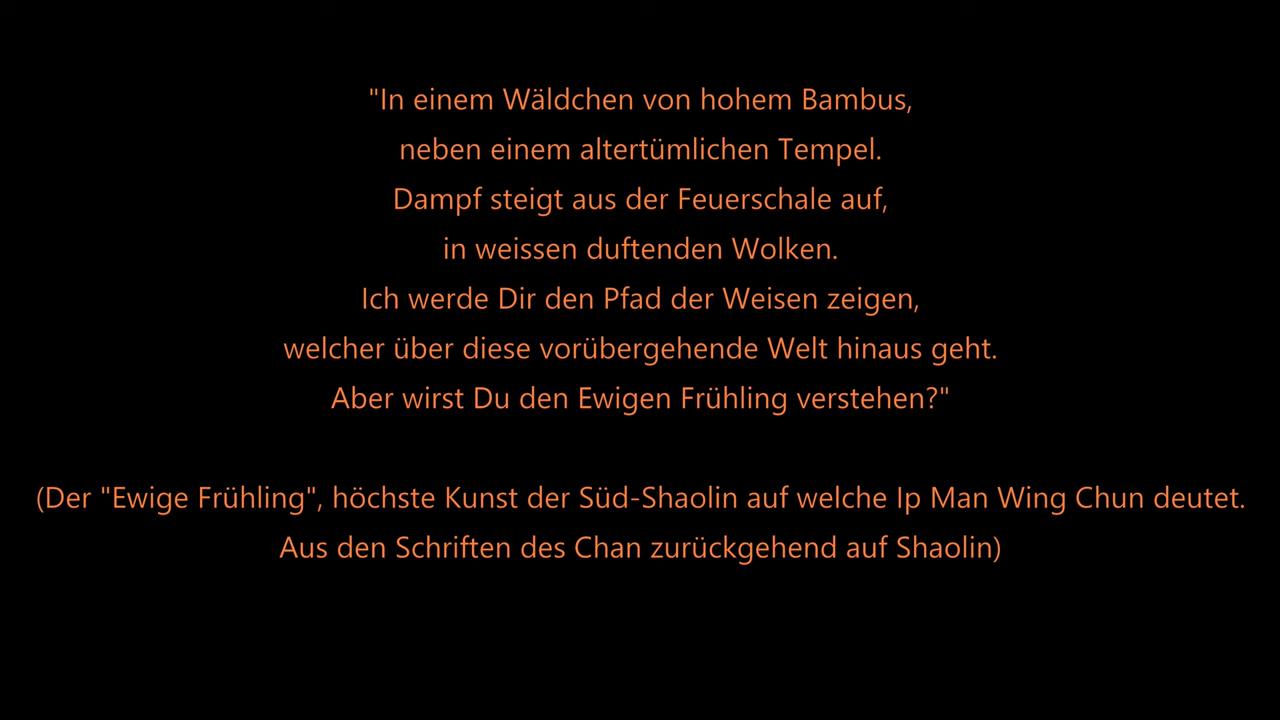 "In einem Wäldchen von hohem Bambus,
neben einem altertümlichen Tempel.
Dampf steigt aus der Feuerschale auf,
in weissen duftenden Wolken.
Ich werde Dir den Pfad der Weisen zeigen,
welcher über diese vorübergehende Welt hinaus geht.
Aber wirst Du den Ewigen Frühling verstehen?"
(Der "Ewige Frühling", höchste Kunst der Süd-Shaolin auf welche Ip Man Wing Chun deutet.
Aus den Schriften des Chan zurückgehend auf Shaolin)